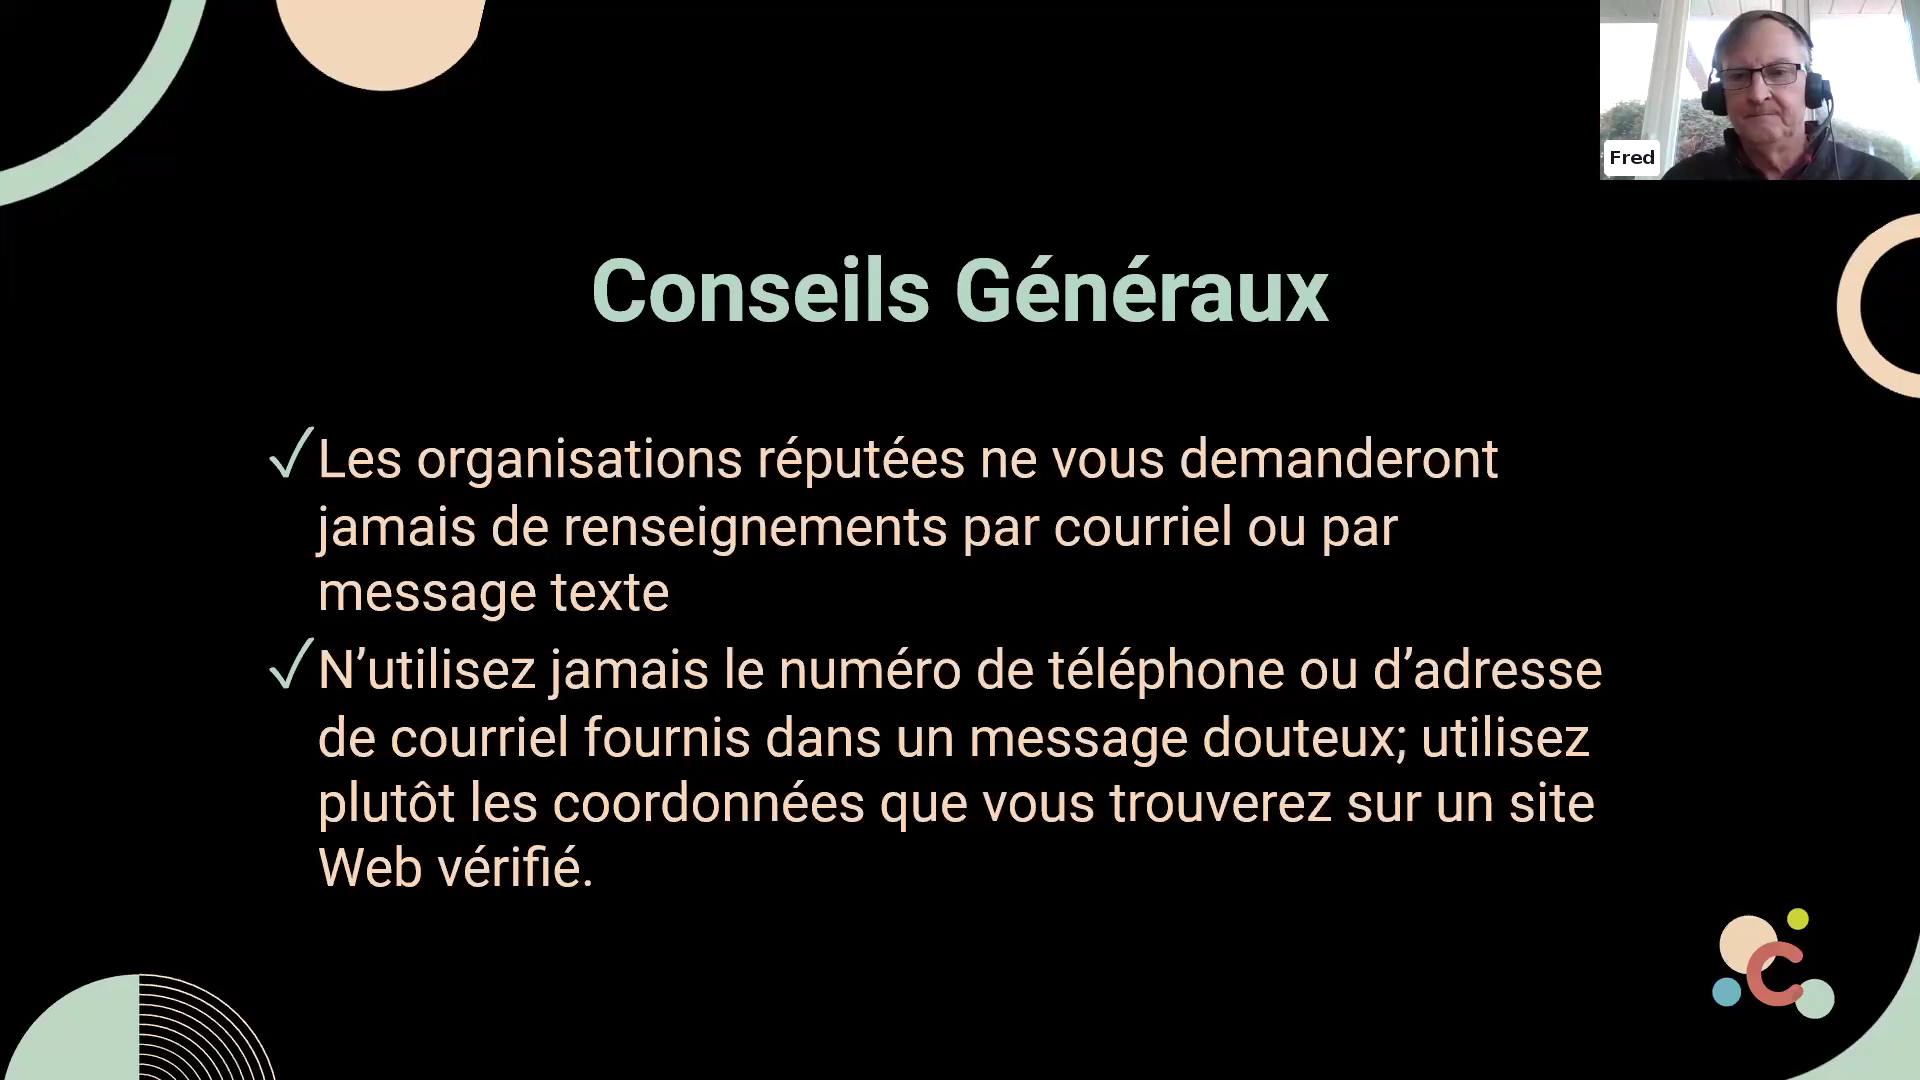 Fred
Conseils Généraux
✓Les organisations réputées ne vous demanderont
jamais de renseignements par courriel ou par
message texte
✓N’utilisez jamais le numéro de téléphone ou d’adresse
de courriel fournis dans un message douteux; utilisez
plutôt les coordonnées que vous trouverez sur un site
Web vérifié.
C